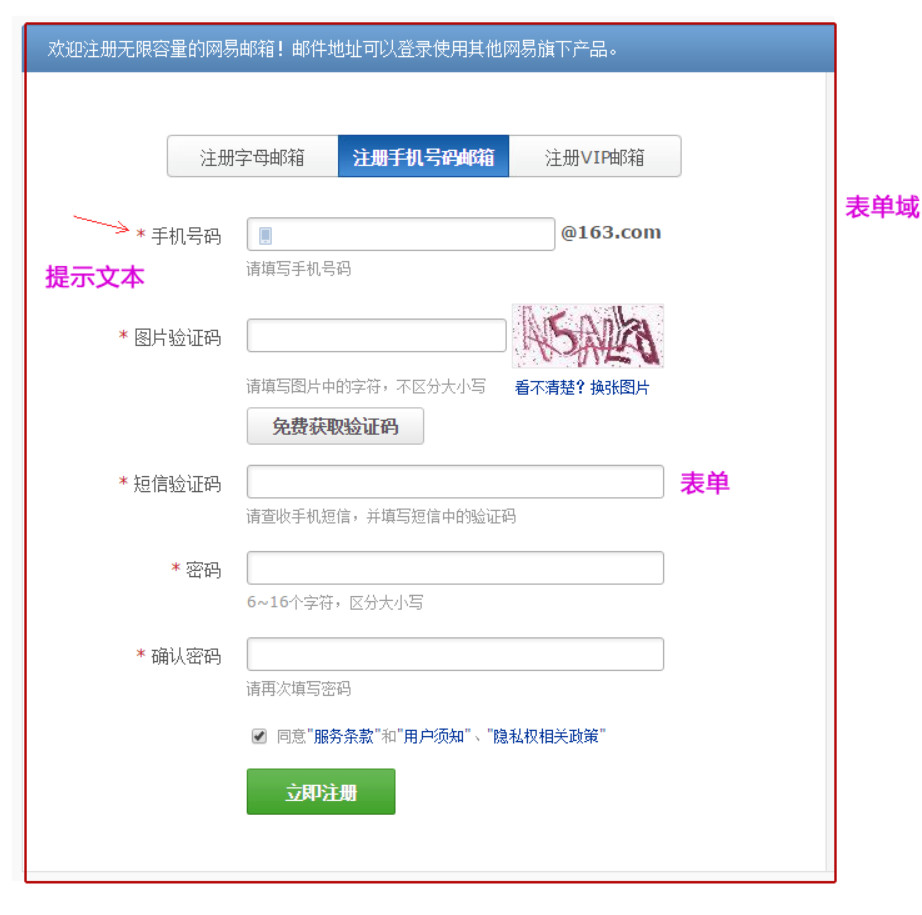 欢迎注册无限容量的网易邮箱！邮件地址可以登录使用其他网易旗下产品。
注册字母邮箱 注册手机号码邮箱 注册VIP邮箱
表单域
* 手机号码 @163.com
提示文本 请填写手机号码
* 图片验证码
请填写图片中的字符，不区分大小写 看不清楚？换张图片
免费获取验证码
* 短信验证码 表单
请查收手机短信，并填写短信中的验证码
* 密码
6~16个字符，区分大小写
* 确认密码
请再次填写密码
同意"服务条款"和"用户须知"、"隐私权相关政策"
立即注册